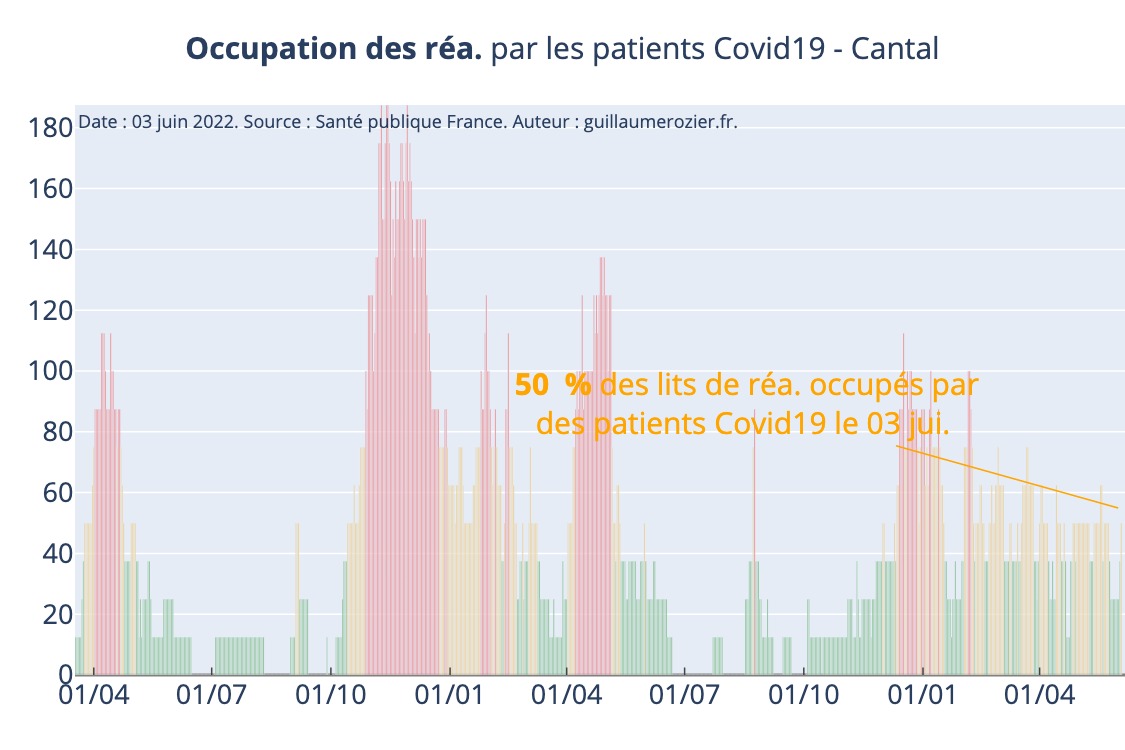 Occupation des réa. par les patients Covid19 - Cantal
Date : 03 juin 2022. Source : Santé publique France. Auteur : guillaumerozier.fr.
180
160
140
120
100
80
60
40
20
0
50 % des lits de réa. occupés par
des patients Covid19 le 03 jui.
01/04 01/07 01/10 01/01 01/04 01/07 01/10 01/01 01/04